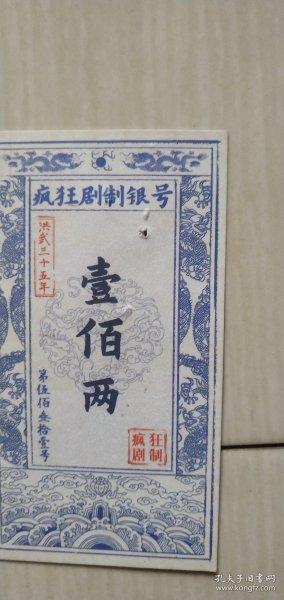 疯狂剧制银号
洪武三十五年
壹佰两
第伍佰叁拾壹号
疯狂
剧制
孔夫子旧书网